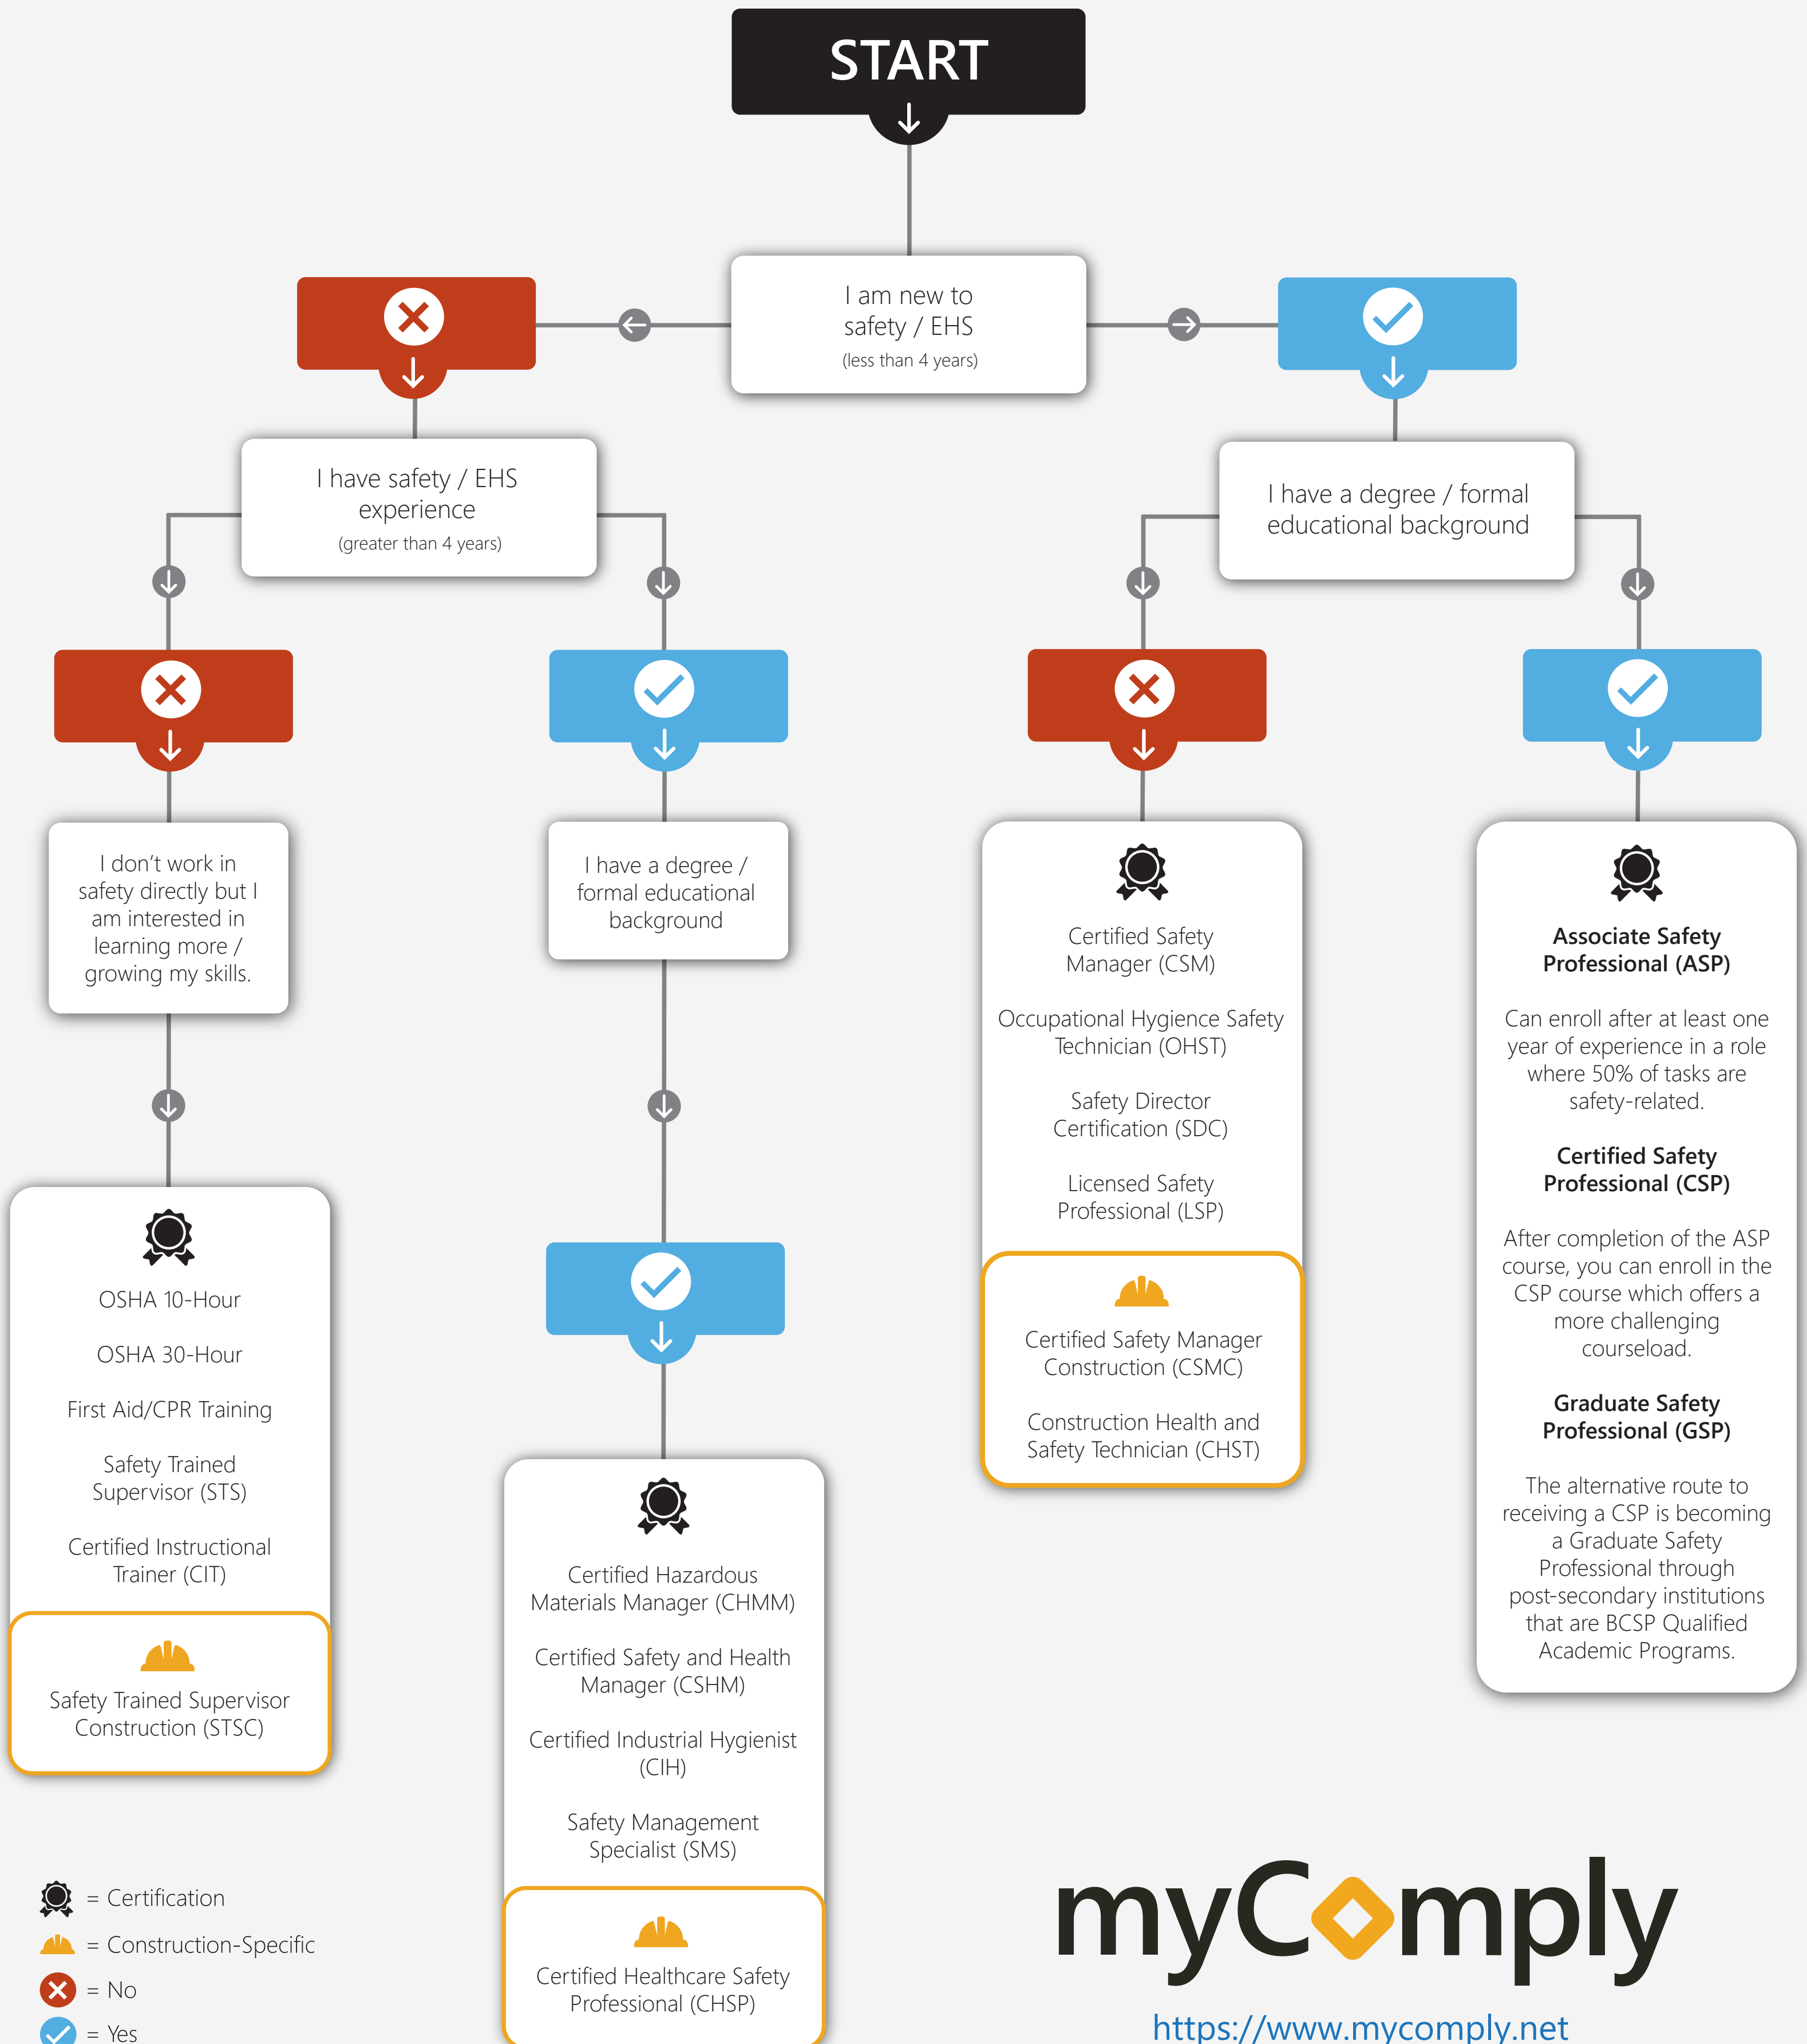 START
I am new to
safety / EHS
(less than 4 years)
I have safety / EHS
experience
(greater than 4 years)
I have a degree / formal
educational background
I don't work in
safety directly but I
am interested in
learning more /
growing my skills.
I have a degree /
formal educational
background
OSHA 10-Hour
OSHA 30-Hour
First Aid/CPR Training
Safety Trained
Supervisor (STS)
Certified Instructional
Trainer (CIT)
Safety Trained Supervisor
Construction (STSC)
Certified Hazardous
Materials Manager (CHMM)
Certified Safety and Health
Manager (CSHM)
Certified Industrial Hygienist
(CIH)
Safety Management
Specialist (SMS)
Certified Healthcare Safety
Professional (CHSP)
Certified Safety
Manager (CSM)
Occupational Hygience Safety
Technician (OHST)
Safety Director
Certification (SDC)
Licensed Safety
Professional (LSP)
Certified Safety Manager
Construction (CSMC)
Construction Health and
Safety Technician (CHST)
Associate Safety
Professional (ASP)
Can enroll after at least one
year of experience in a role
where 50% of tasks are
safety-related.
Certified Safety
Professional (CSP)
After completion of the ASP
course, you can enroll in the
CSP course which offers a
more challenging
courseload.
Graduate Safety
Professional (GSP)
The alternative route to
receiving a CSP is becoming
a Graduate Safety
Professional through
post-secondary institutions
that are BCSP Qualified
Academic Programs.
= Certification
= Construction-Specific
= No
= Yes
myComply
https://www.mycomply.net